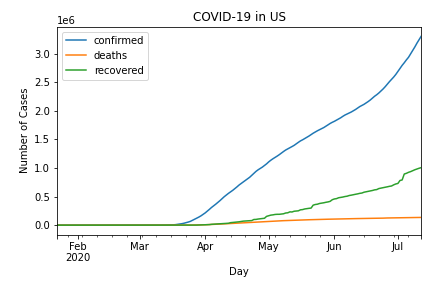 COVID-19 in US
1e6
confirmed
deaths
recovered
Number of Cases
3.0
2.5
2.0
1.5
1.0
0.5
0.0
Feb Mar Apr May Jun Jul
2020
Day